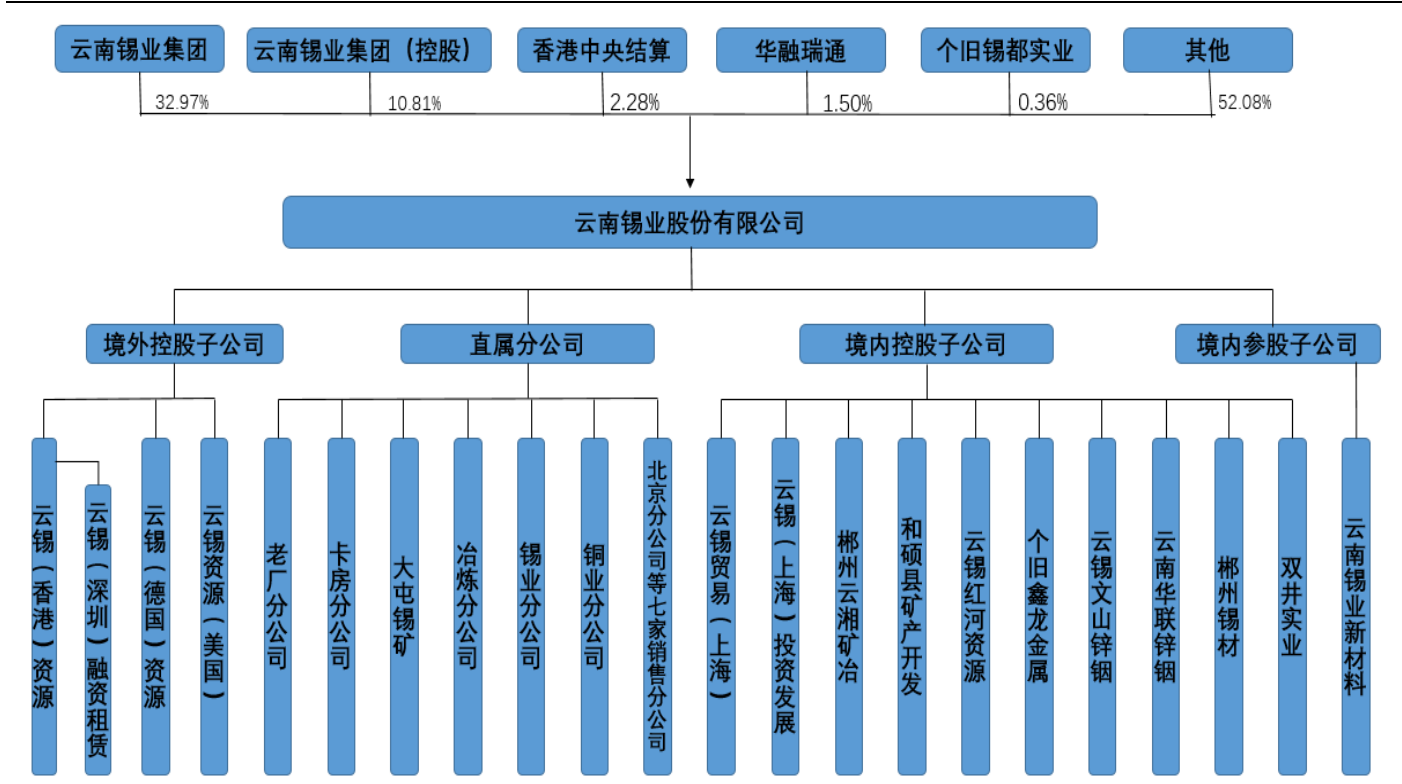 云南锡业集团
云南锡业集团（控股）
香港中央结算
华融瑞通
个旧锡都实业
其他
32.97%
10.81%
2.28%
1.50%
0.36%
52.08%
云南锡业股份有限公司
境外控股子公司
直属分公司
境内控股子公司
境内参股子公司
云锡（香港）资源
云锡（深圳）融资租赁
云锡（德国）资源
云锡资源（美国）
老厂分公司
卡房分公司
大屯锡矿
冶炼分公司
锡业分公司
铜业分公司
北京分公司等七家销售分公司
云锡贸易（上海）
云锡（上海）投资发展
郴州云湘矿冶
和硕县矿产开发
云锡红河资源
个旧鑫龙金属
云锡文山锌铟
云南华联锌铟
郴州锡材
双井实业
云南锡业新材料